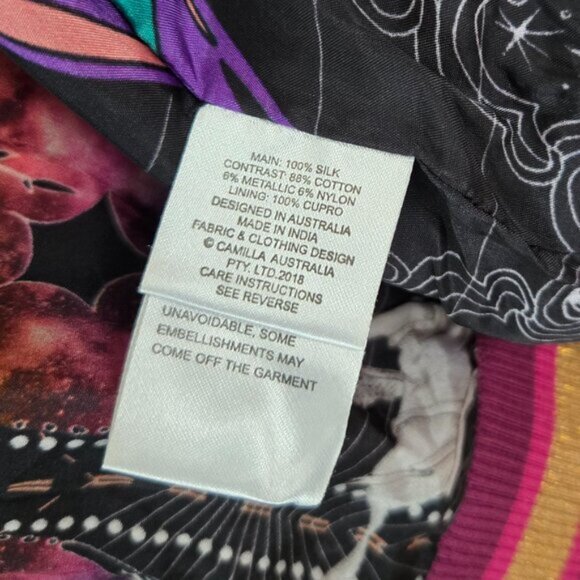 MAIN: 100% SILK
CONTRAST: 88% COTTON
6% METALLIC 6% NYLON
LINING: 100% CUPRO
DESIGNED IN AUSTRALIA
MADE IN INDIA
FABRIC & CLOTHING DESIGN
© CAMILLA AUSTRALIA
PTY. LTD. 2018
CARE INSTRUCTIONS
SEE REVERSE
UNAVOIDABLE, SOME
EMBELLISHMENTS MAY
COME OFF THE GARMENT